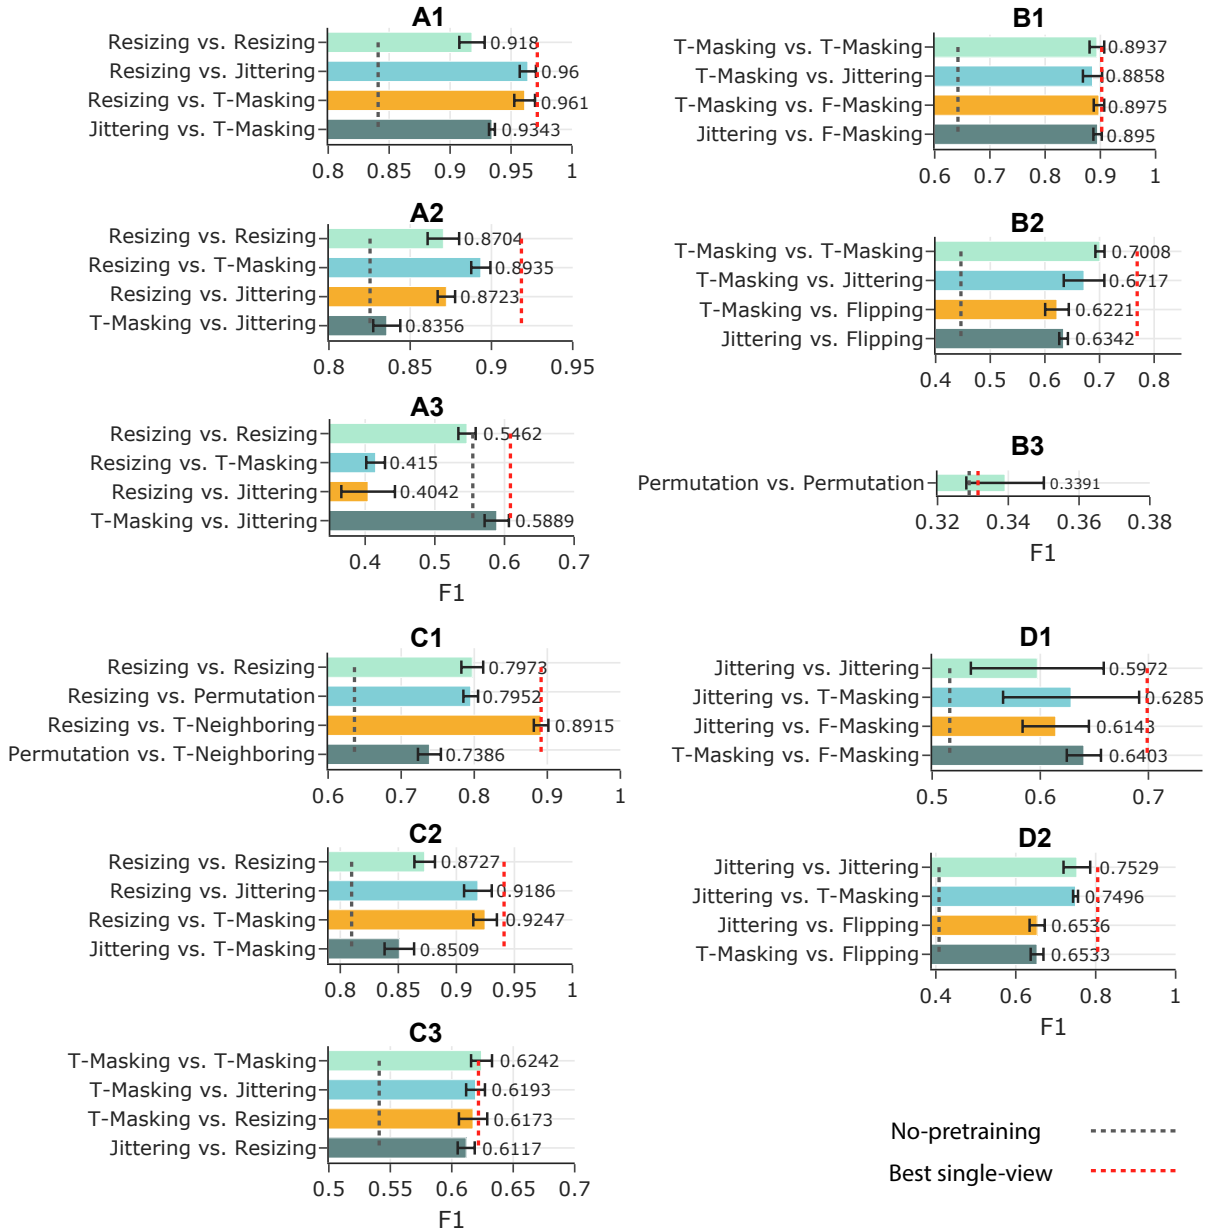 A1
Resizing vs. Resizing
0.918
Resizing vs. Jittering
0.96
Resizing vs. T-Masking
0.961
Jittering vs. T-Masking
0.9343
0.8 0.85 0.9 0.95 1
B1
T-Masking vs. T-Masking
0.8937
T-Masking vs. Jittering
0.8858
T-Masking vs. F-Masking
0.8975
Jittering vs. F-Masking
0.895
0.6 0.7 0.8 0.9 1
A2
Resizing vs. Resizing
0.8704
Resizing vs. T-Masking
0.8935
Resizing vs. Jittering
0.8723
T-Masking vs. Jittering
0.8356
0.8 0.85 0.9 0.95
B2
T-Masking vs. T-Masking
0.7008
T-Masking vs. Jittering
0.6717
T-Masking vs. Flipping
0.6221
Jittering vs. Flipping
0.6342
0.4 0.5 0.6 0.7 0.8
A3
Resizing vs. Resizing
0.5462
Resizing vs. T-Masking
0.415
Resizing vs. Jittering
0.4042
T-Masking vs. Jittering
0.5889
0.4 0.5 0.6 0.7
F1
B3
Permutation vs. Permutation
0.3391
0.32 0.34 0.36 0.38
F1
C1
Resizing vs. Resizing
0.7973
Resizing vs. Permutation
0.7952
Resizing vs. T-Neighboring
0.8915
Permutation vs. T-Neighboring
0.7386
0.6 0.7 0.8 0.9 1
D1
Jittering vs. Jittering
0.5972
Jittering vs. T-Masking
0.6285
Jittering vs. F-Masking
0.6143
T-Masking vs. F-Masking
0.6403
0.5 0.6 0.7
C2
Resizing vs. Resizing
0.8727
Resizing vs. Jittering
0.9186
Resizing vs. T-Masking
0.9247
Jittering vs. T-Masking
0.8509
0.8 0.85 0.9 0.95 1
D2
Jittering vs. Jittering
0.7529
Jittering vs. T-Masking
0.7496
Jittering vs. Flipping
0.6536
T-Masking vs. Flipping
0.6533
0.4 0.6 0.8 1
F1
C3
T-Masking vs. T-Masking
0.6242
T-Masking vs. Jittering
0.6193
T-Masking vs. Resizing
0.6173
Jittering vs. Resizing
0.6117
0.5 0.55 0.6 0.65 0.7
F1
No-pretraining
Best single-view